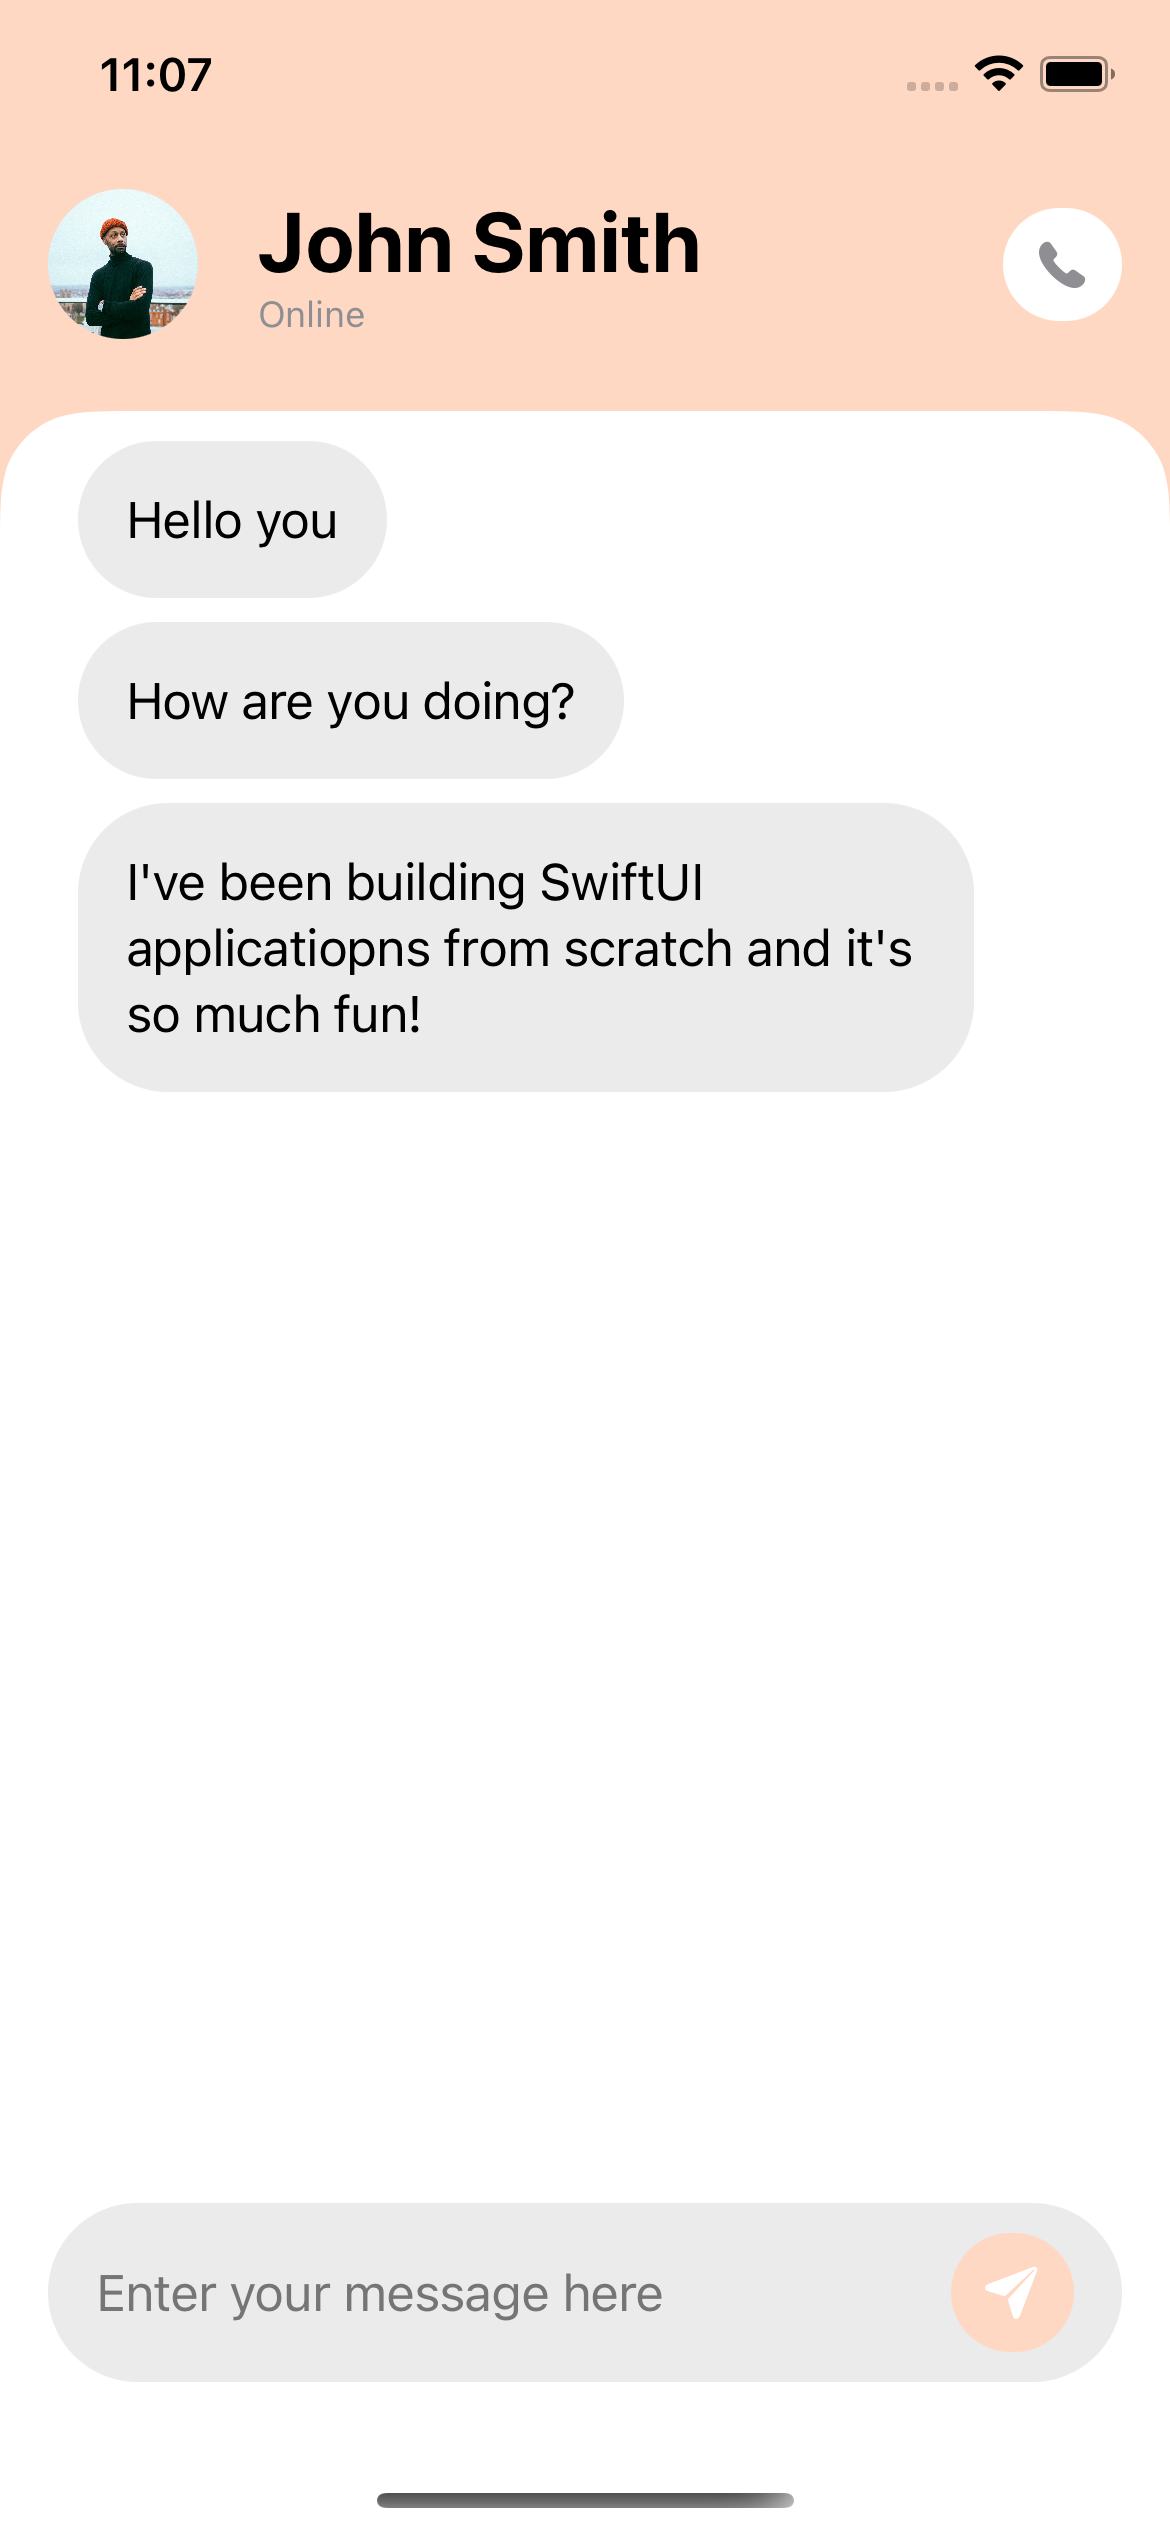 11:07
John Smith
Online
Hello you
How are you doing?
I've been building SwiftUI
applicatiopns from scratch and it's
so much fun!
Enter your message here